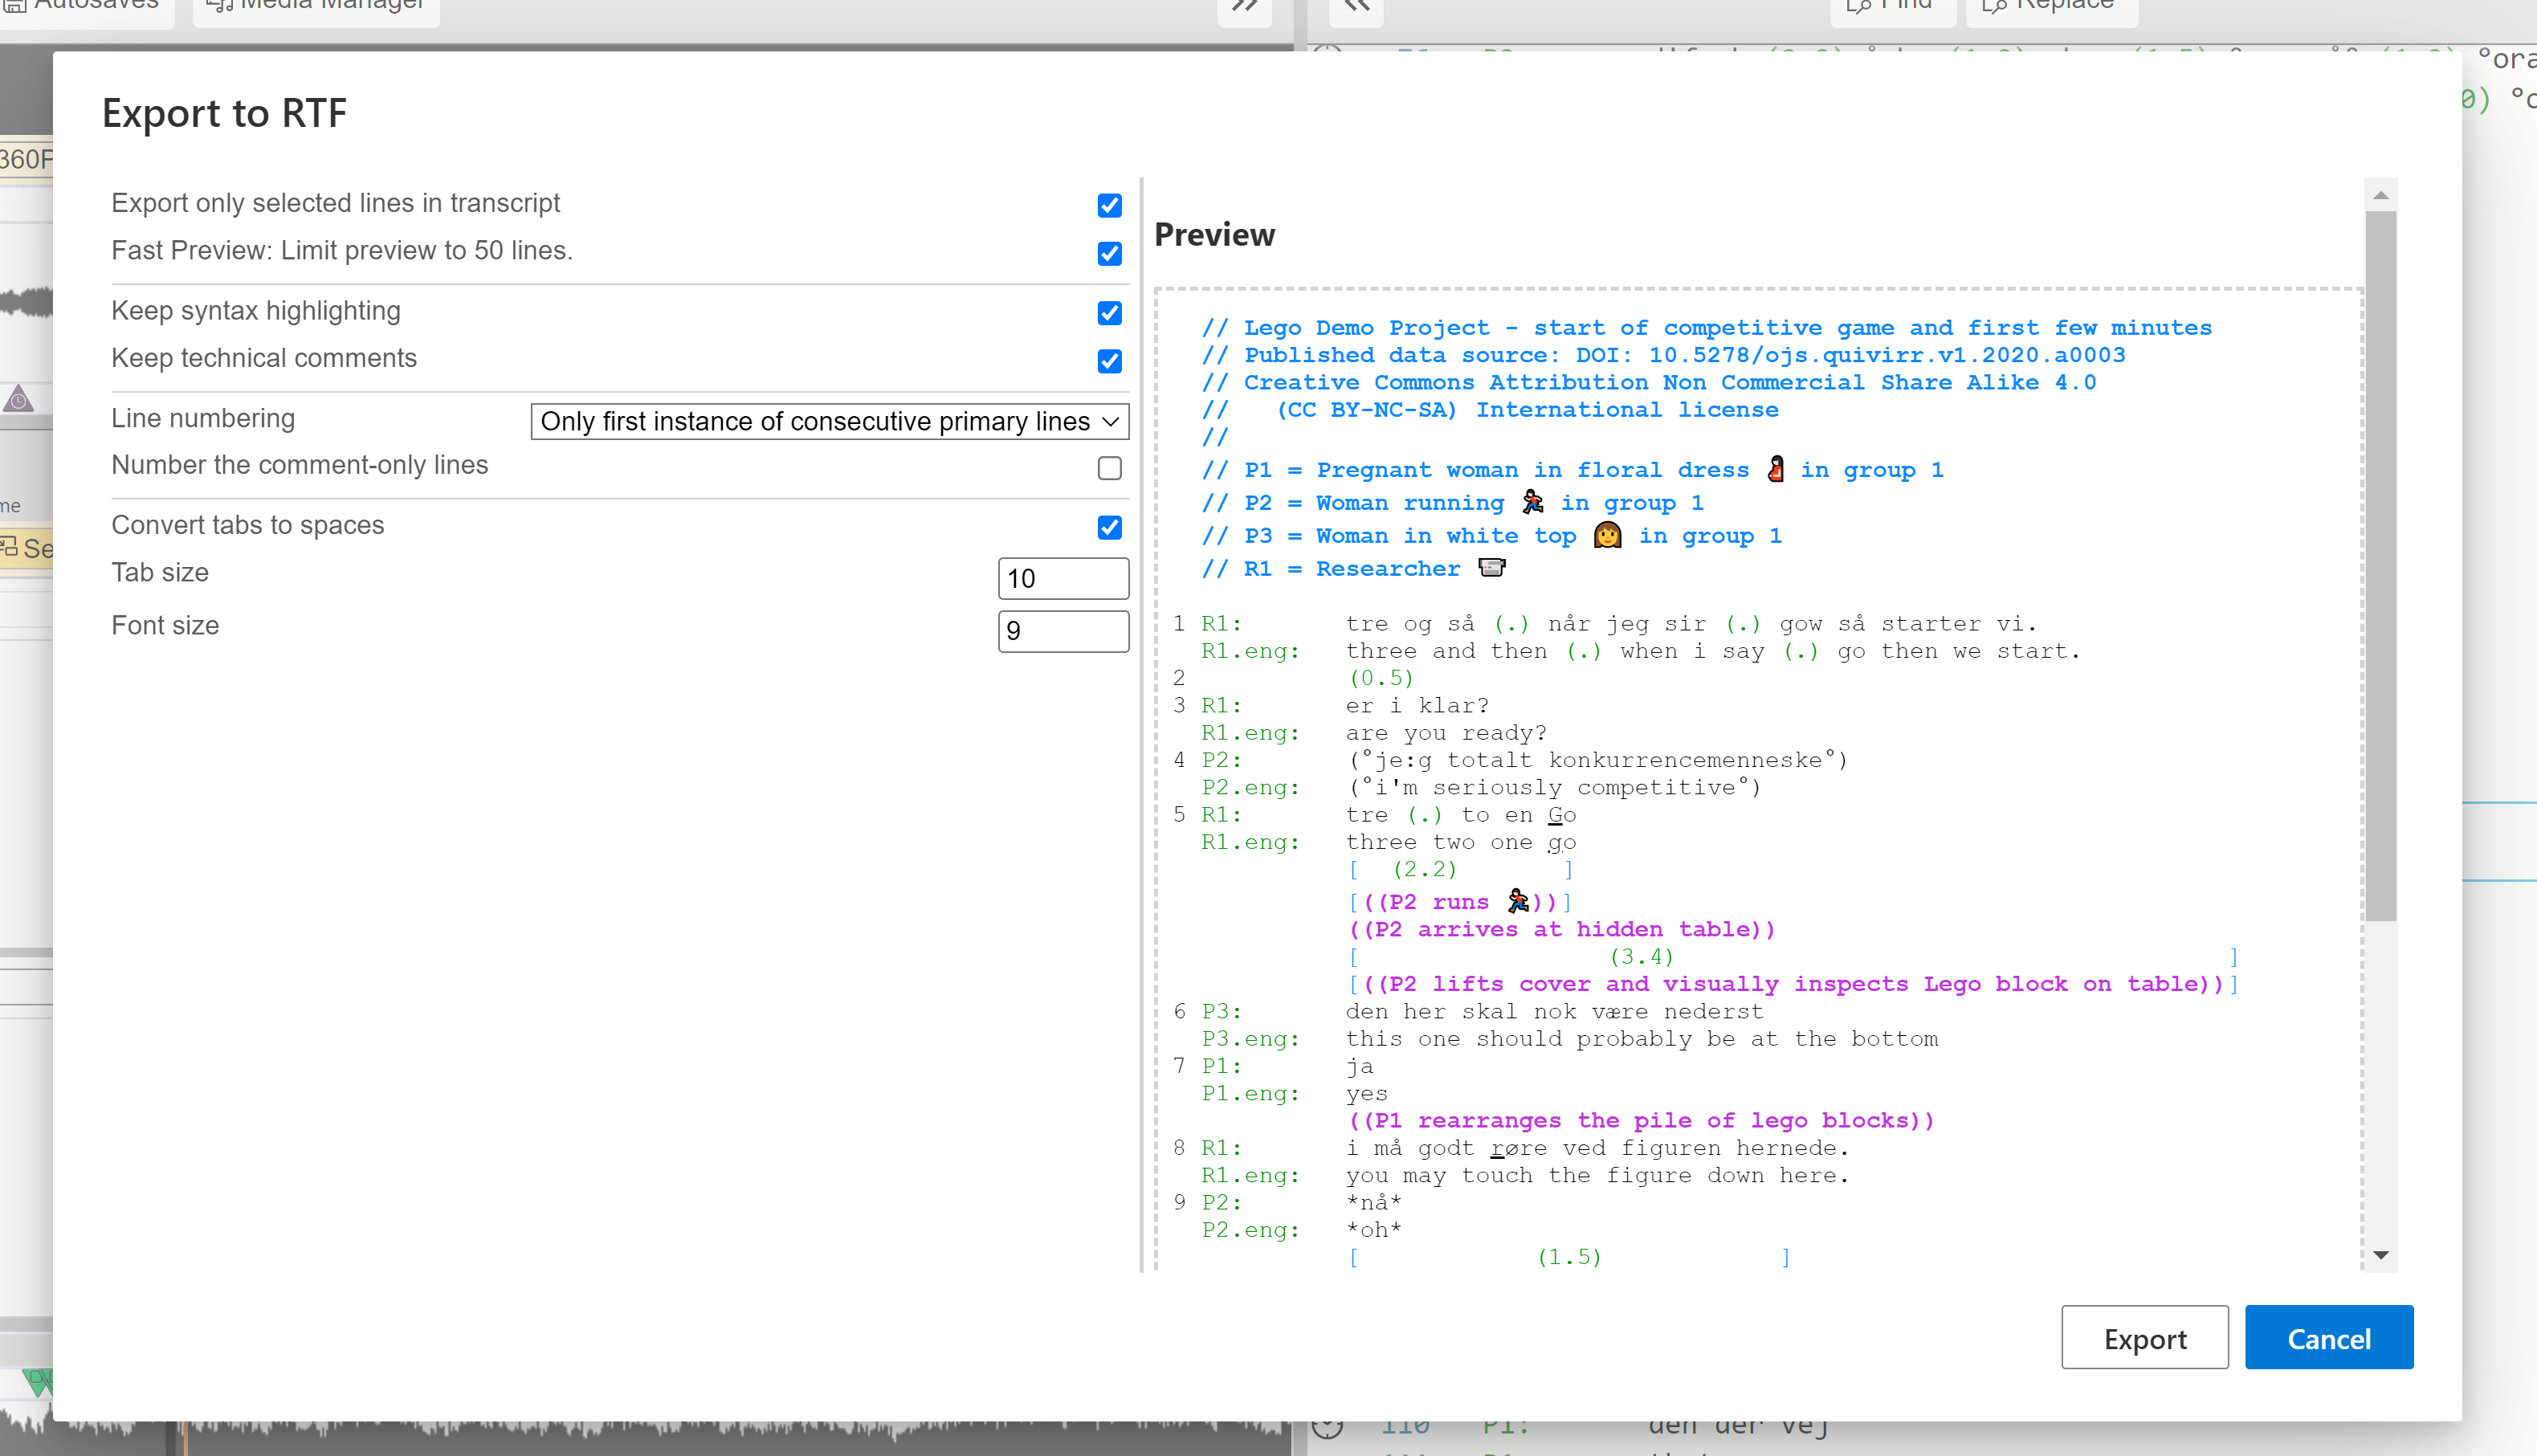 Autosaves Media Manager Find Replace
°ora
Export to RTF
360P
Export only selected lines in transcript
Fast Preview: Limit preview to 50 lines.
Keep syntax highlighting
Keep technical comments
Line numbering Only first instance of consecutive primary lines
Number the comment-only lines
Convert tabs to spaces
Tab size 10
Font size 9
Preview
// Lego Demo Project - start of competitive game and first few minutes
// Published data source: DOI: 10.5278/ojs.quivirr.v1.2020.a0003
// Creative Commons Attribution Non Commercial Share Alike 4.0
//   (CC BY-NC-SA) International license
//
// P1 = Pregnant woman in floral dress in group 1
// P2 = Woman running 🏃 in group 1
// P3 = Woman in white top 👩 in group 1
// R1 = Researcher
1 R1: tre og så (.) når jeg sir (.) gow så starter vi.
R1.eng: three and then (.) when i say (.) go then we start.
2 (0.5)
3 R1: er i klar?
R1.eng: are you ready?
4 P2: (°je:g totalt konkurrencemenneske°)
P2.eng: (°i'm seriously competitive°)
5 R1: tre (.) to en Go
R1.eng: three two one go
[ (2.2) ]
[((P2 runs 🏃))]
((P2 arrives at hidden table))
[ (3.4) ]
[((P2 lifts cover and visually inspects Lego block on table))]
6 P3: den her skal nok være nederst
P3.eng: this one should probably be at the bottom
7 P1: ja
P1.eng: yes
((P1 rearranges the pile of lego blocks))
8 R1: i må godt røre ved figuren hernede.
R1.eng: you may touch the figure down here.
9 P2: *nå*
P2.eng: *oh*
[ (1.5) ]
Export Cancel
110 P1: den der vej